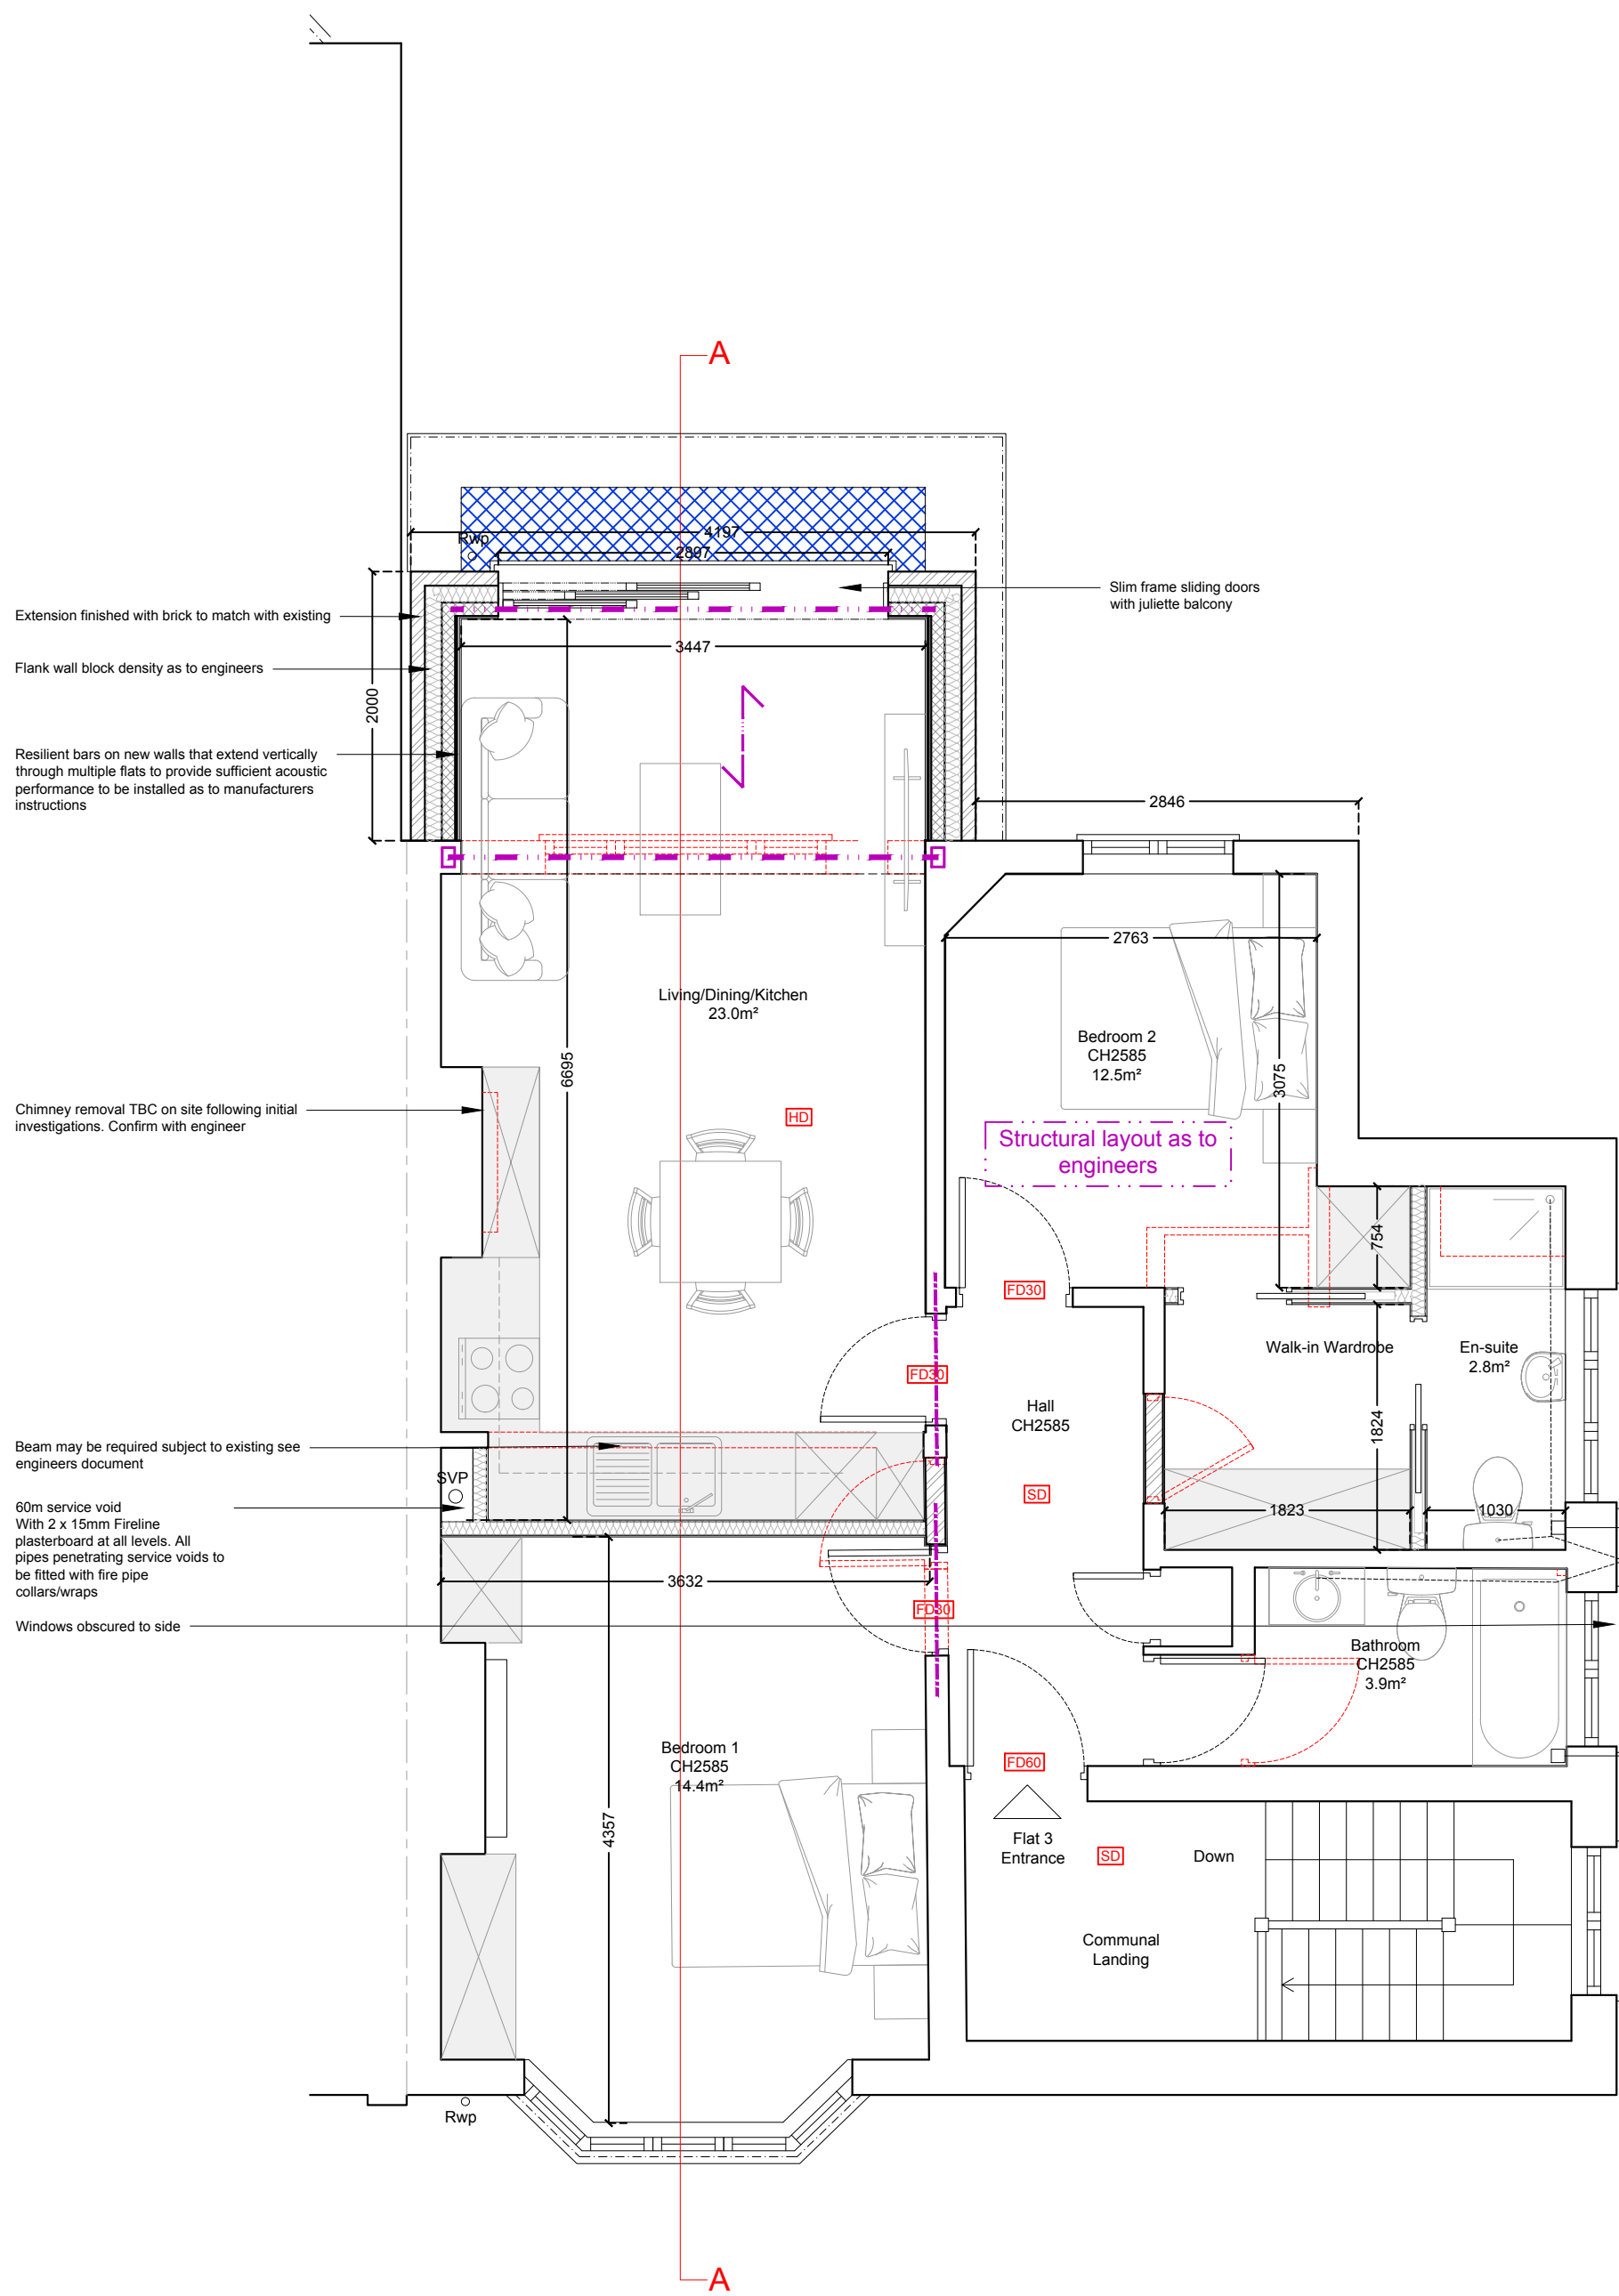 A
4197
Rwp
2897
Slim frame sliding doors
with juliette balcony
Extension finished with brick to match with existing
3447
Flank wall block density as to engineers
2000
Resilient bars on new walls that extend vertically
through multiple flats to provide sufficient acoustic
performance to be installed as to manufacturers
instructions
2846
2763
Living/Dining/Kitchen
23.0m²
Bedroom 2
CH2585
12.5m²
6695
3075
Chimney removal TBC on site following initial
investigations. Confirm with engineer
HD
Structural layout as to
engineers
754
FD30
Walk-in Wardrobe
En-suite
2.8m²
FD30
Hall
CH2585
1824
Beam may be required subject to existing see
engineers document
SVP
SD
60m service void
With 2 x 15mm Fireline
plasterboard at all levels. All
pipes penetrating service voids to
be fitted with fire pipe
collars/wraps
1823
1030
3632
FD30
Windows obscured to side
Bathroom
CH2585
3.9m²
Bedroom 1
CH2585
14.4m²
FD60
4357
Flat 3
Entrance
SD
Down
Communal
Landing
Rwp
A